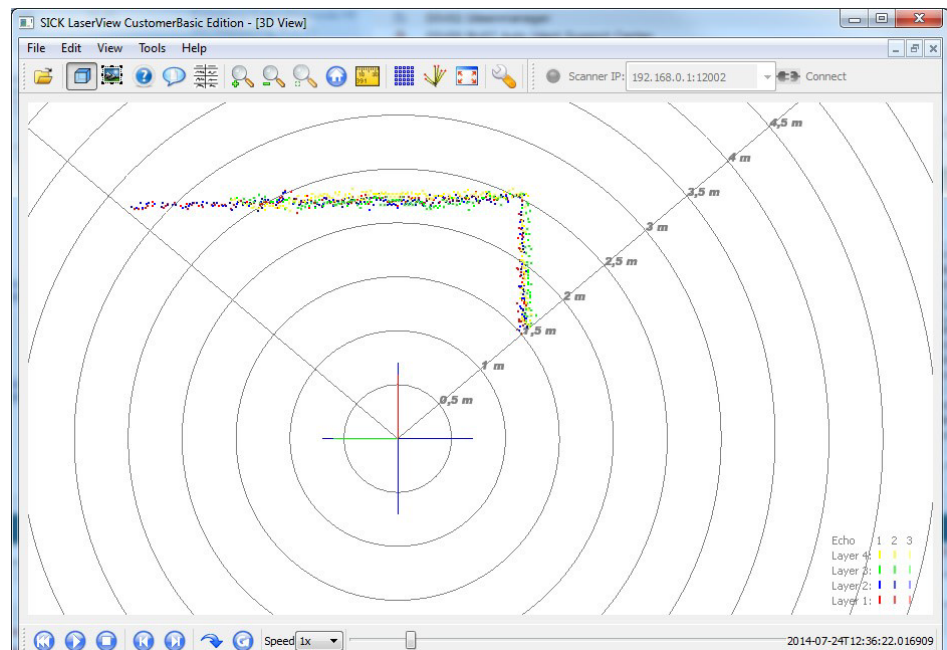 SICK LaserView CustomerBasic Edition - [3D View]
File Edit View Tools Help
Scanner IP: 192.168.0.1:12002 Connect
4,5 m
4 m
3,5 m
3 m
2,5 m
2 m
1,5 m
1 m
0,5 m
Echo 1 2 3
Layer 4:
Layer 3:
Layer 2:
Layer 1:
Speed 1x 2014-07-24T12:36:22.016909